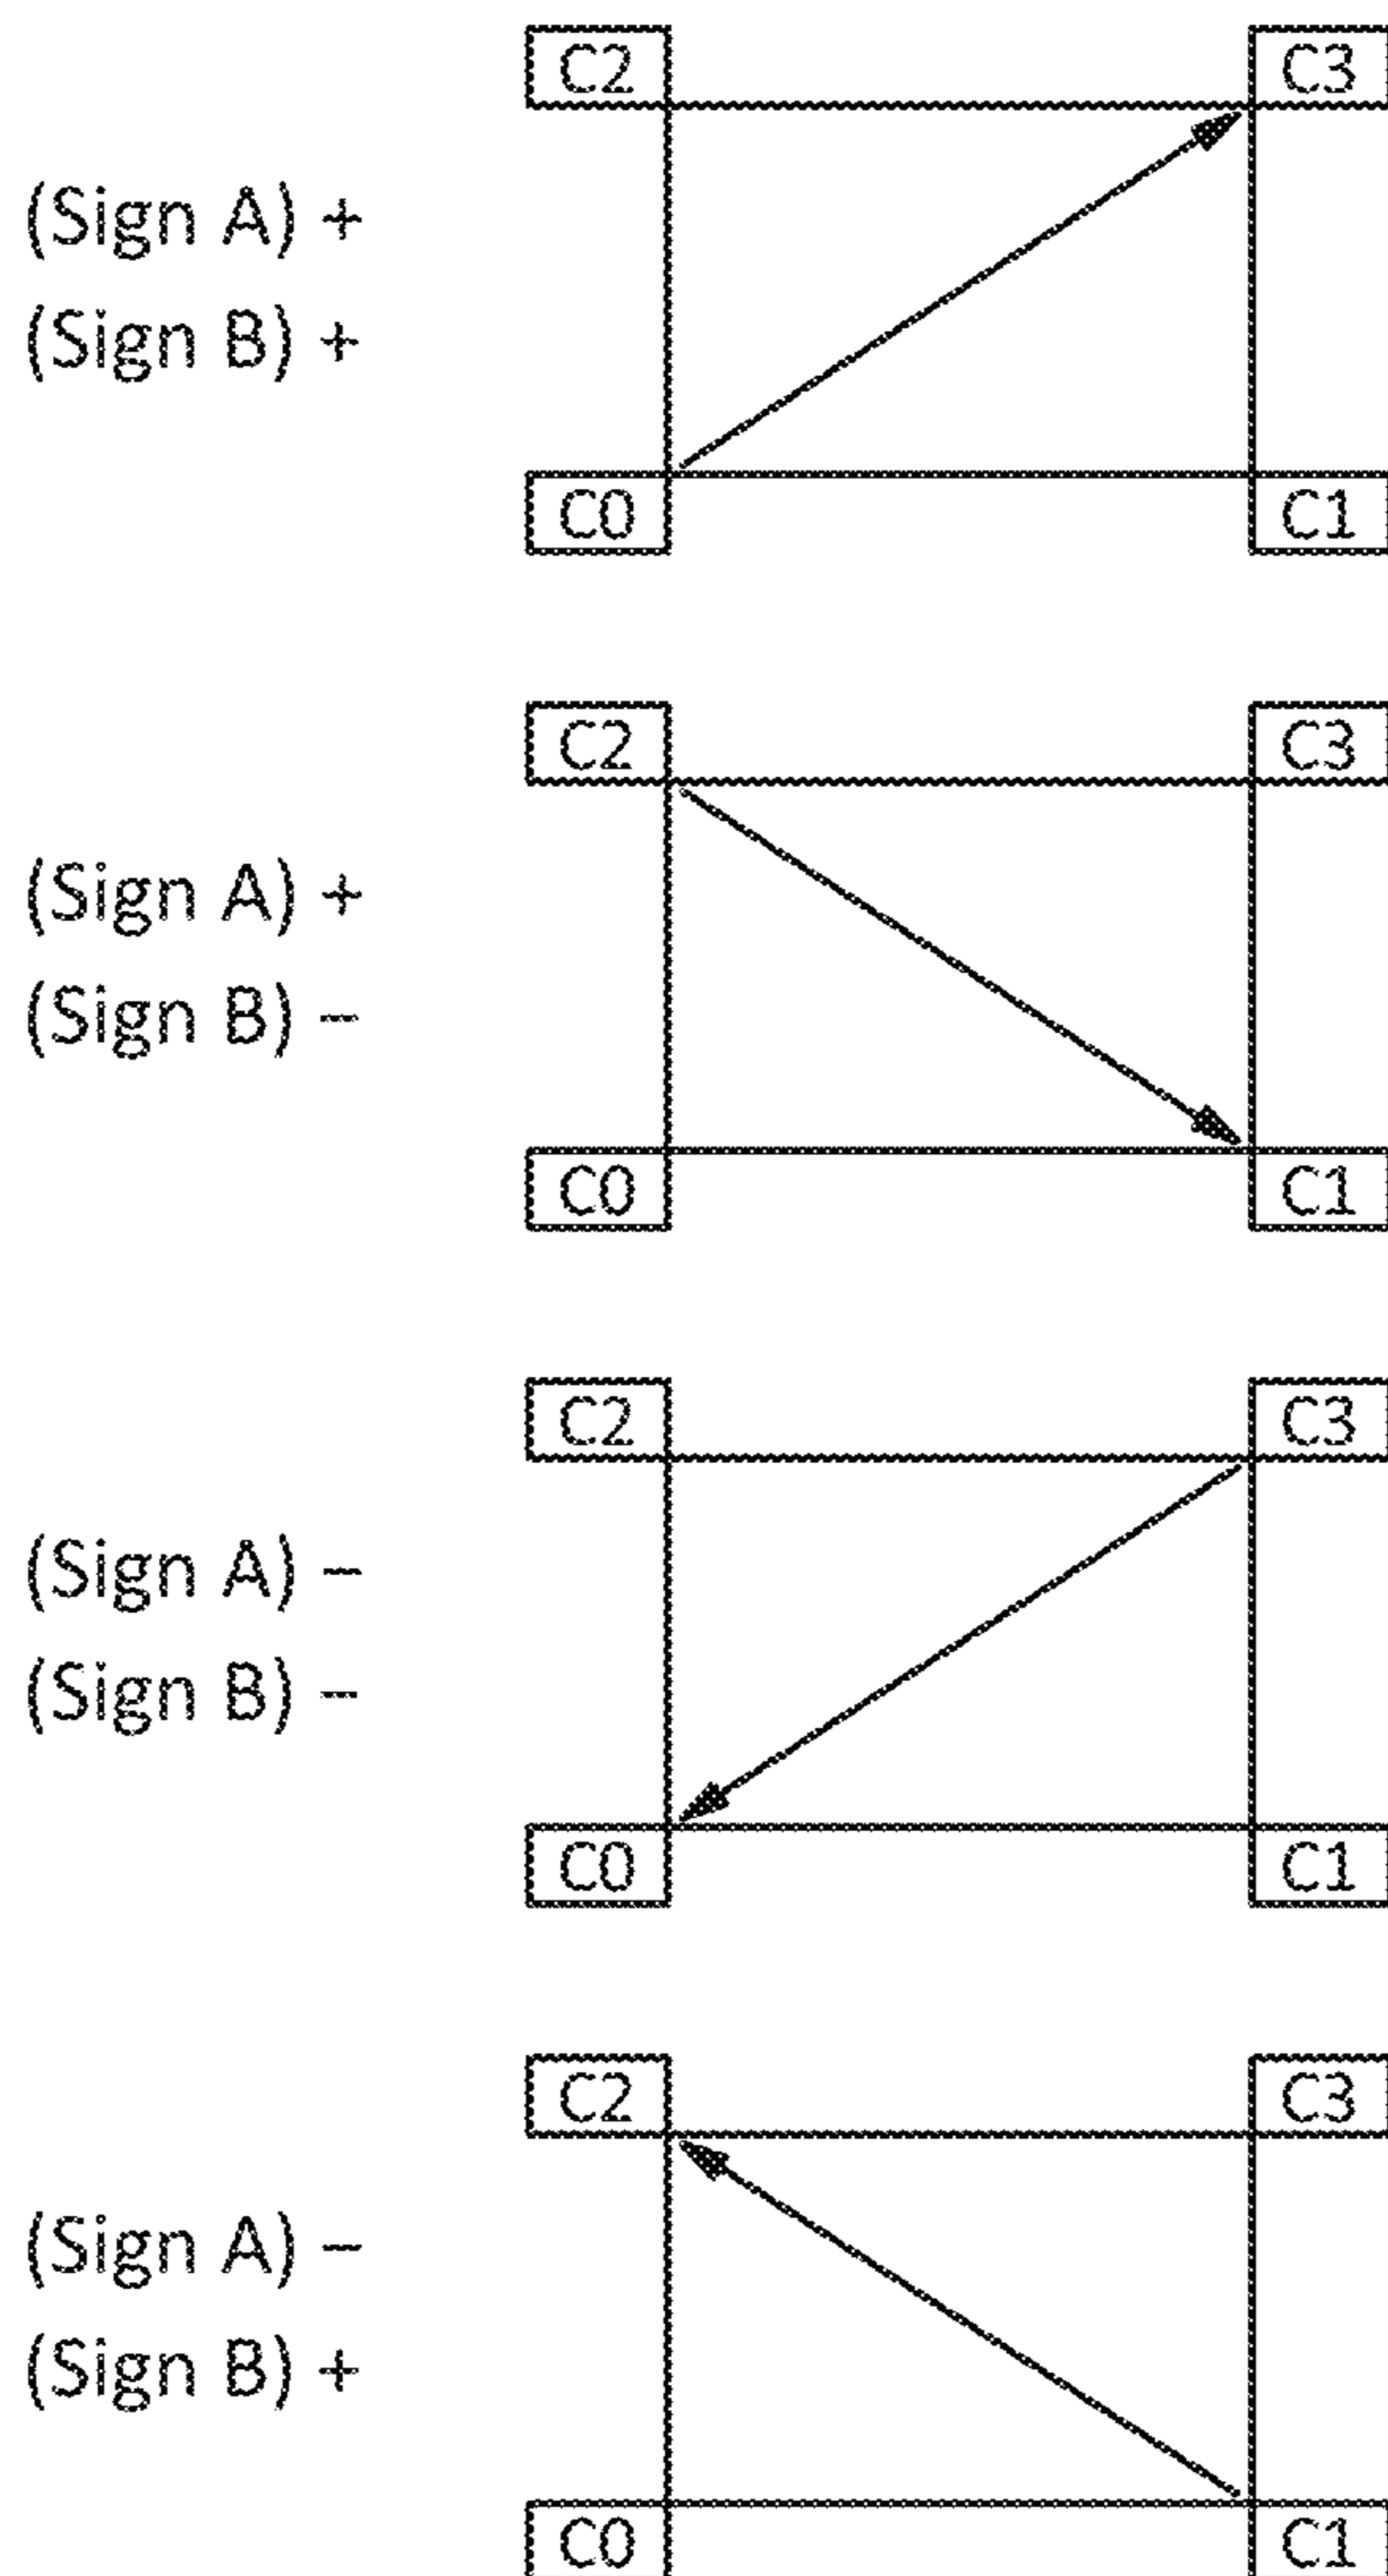 C2 C3
(Sign A) +
(Sign B) +
C0 C1
C2 C3
(Sign A) +
(Sign B) −
C0 C1
C2 C3
(Sign A) −
(Sign B) −
C0 C1
C2 C3
(Sign A) −
(Sign B) +
C0 C1